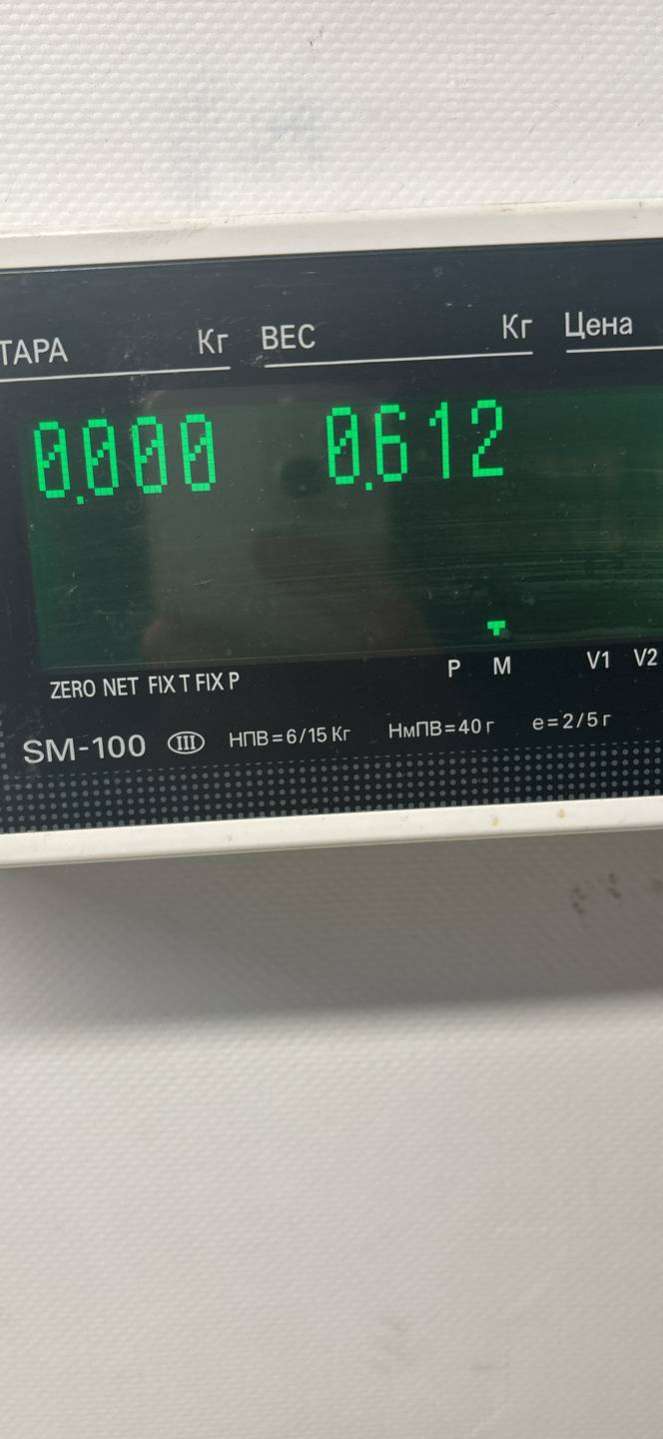 ТАРА Кг ВЕС Кг Цена
0.000 0.612
ZERO NET FIX T FIX P P M V1 V2
SM-100 III НПВ=6/15 Кг НмПВ=40 г e=2/5 г